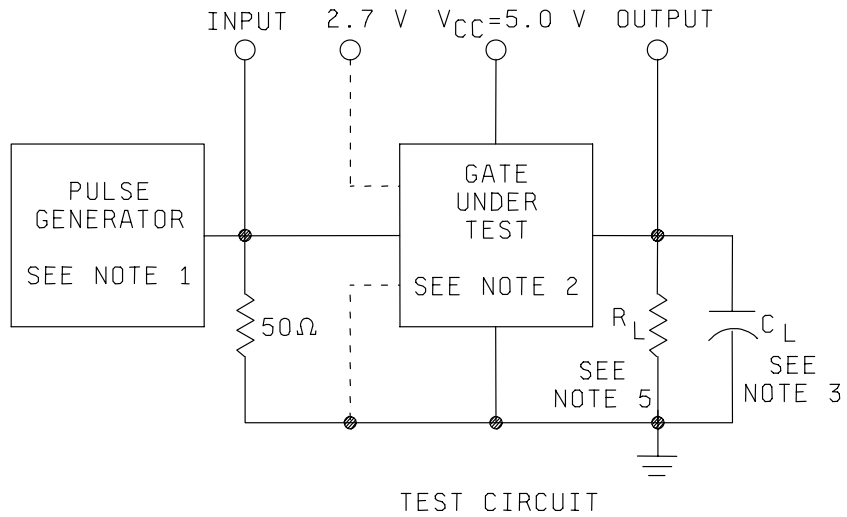 INPUT
2.7 V
VCC=5.0 V
OUTPUT
PULSE
GENERATOR
SEE NOTE 1
GATE
UNDER
TEST
SEE NOTE 2
50Ω
RL
SEE
NOTE 5
CL
SEE
NOTE 3
TEST CIRCUIT